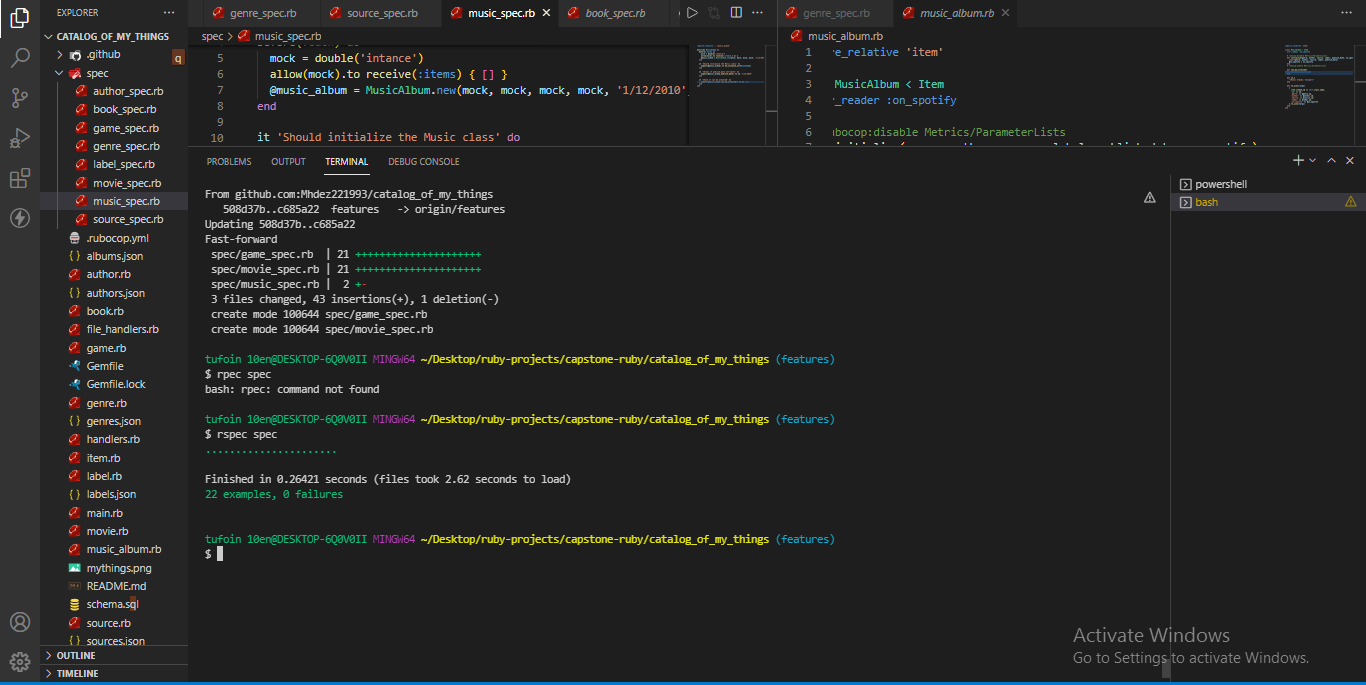 EXPLORER
CATALOG_OF_MY_THINGS
.github
q
spec
author_spec.rb
book_spec.rb
game_spec.rb
genre_spec.rb
label_spec.rb
movie_spec.rb
music_spec.rb
source_spec.rb
.rubocop.yml
albums.json
author.rb
authors.json
book.rb
file_handlers.rb
game.rb
Gemfile
Gemfile.lock
genre.rb
genres.json
handlers.rb
item.rb
label.rb
labels.json
main.rb
movie.rb
music_album.rb
mythings.png
README.md
schema.sql
source.rb
sources.json
OUTLINE
TIMELINE
genre_spec.rb
source_spec.rb
music_spec.rb
book_spec.rb
spec > music_spec.rb
5 mock = double('intance')
6 allow(mock).to receive(:items) { [] }
7 @music_album = MusicAlbum.new(mock, mock, mock, mock, '1/12/2010',
8 end
9
10 it 'Should initialize the Music class' do
genre_spec.rb
music_album.rb
music_album.rb
1 e_relative 'item'
2
3 MusicAlbum < Item
4 _reader :on_spotify
5
6 ubocop:disable Metrics/ParameterLists
PROBLEMS OUTPUT TERMINAL DEBUG CONSOLE
From github.com:Mhdez221993/catalog_of_my_things
508d37b..c685a22 features -> origin/features
Updating 508d37b..c685a22
Fast-forward
spec/game_spec.rb | 21 +++++++++++++++++++++
spec/movie_spec.rb | 21 +++++++++++++++++++++
spec/music_spec.rb | 2 +-
3 files changed, 43 insertions(+), 1 deletion(-)
create mode 100644 spec/game_spec.rb
create mode 100644 spec/movie_spec.rb
tufoin 10en@DESKTOP-6Q0V0II MINGW64 ~/Desktop/ruby-projects/capstone-ruby/catalog_of_my_things (features)
$ rpec spec
bash: rpec: command not found
tufoin 10en@DESKTOP-6Q0V0II MINGW64 ~/Desktop/ruby-projects/capstone-ruby/catalog_of_my_things (features)
$ rspec spec
......................
Finished in 0.26421 seconds (files took 2.62 seconds to load)
22 examples, 0 failures
tufoin 10en@DESKTOP-6Q0V0II MINGW64 ~/Desktop/ruby-projects/capstone-ruby/catalog_of_my_things (features)
$
powershell
bash
Activate Windows
Go to Settings to activate Windows.